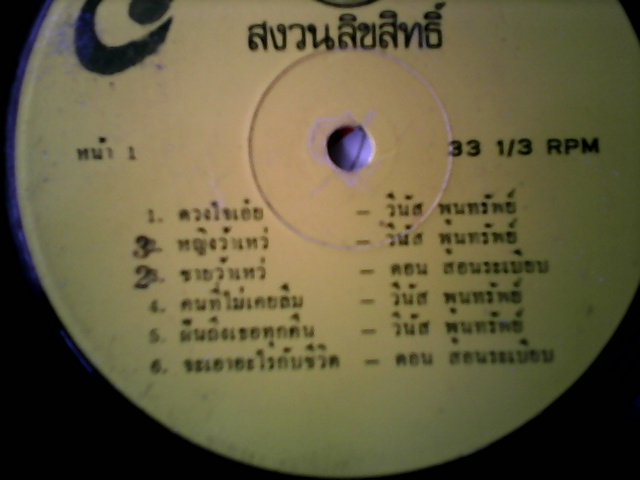 สงวนลิขสิทธิ์
หน้า 1
33 1/3 RPM
1. ดวงใจเอ๋ย – วินัส พูนทรัพย์
3. หญิงว้าเหว่ – วินัส พูนทรัพย์
2. ชายว้าเหว่ – ดอน สอนระเบียบ
4. คนที่ไม่เคยลืม – วินัส พูนทรัพย์
5. ฝันถึงเธอทุกคืน – วินัส พูนทรัพย์
6. จะเอาอะไรกับชีวิต – ดอน สอนระเบียบ